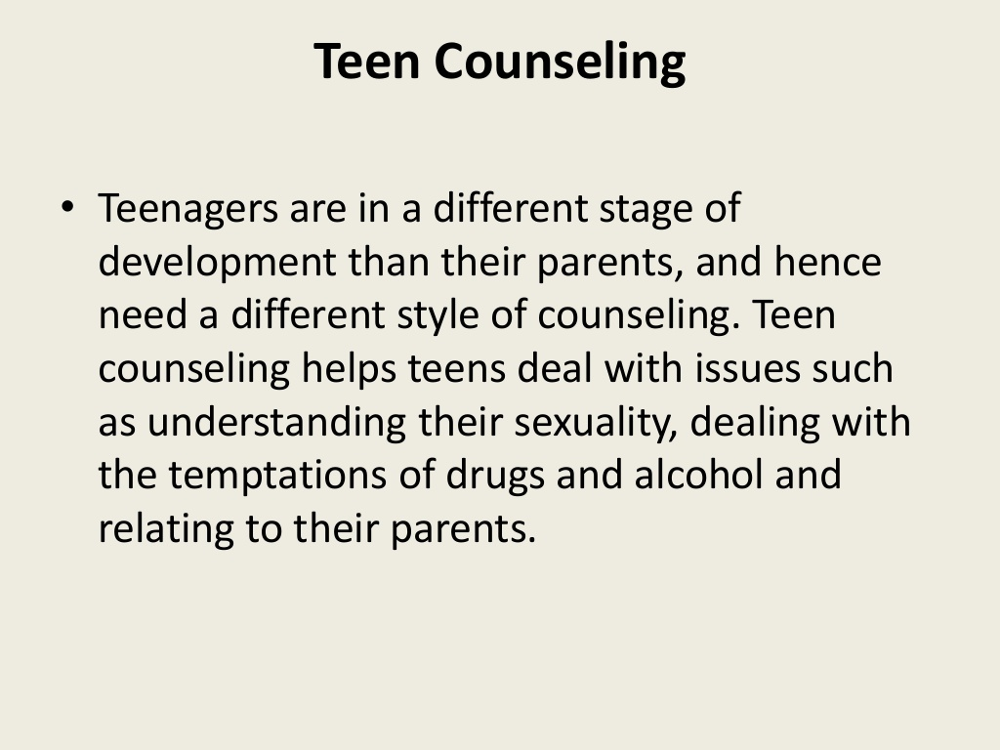 Teen Counseling
• Teenagers are in a different stage of
development than their parents, and hence
need a different style of counseling. Teen
counseling helps teens deal with issues such
as understanding their sexuality, dealing with
the temptations of drugs and alcohol and
relating to their parents.